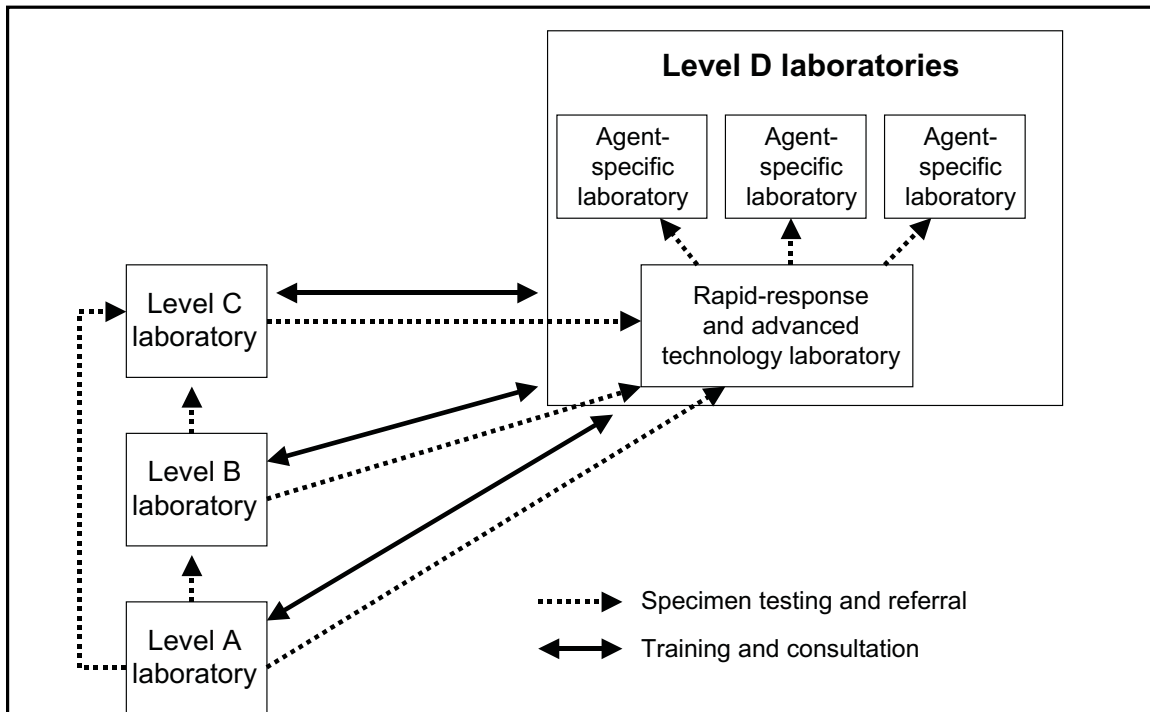 Level D laboratories
Agent-
specific
laboratory
Agent-
specific
laboratory
Agent-
specific
laboratory
Rapid-response
and advanced
technology laboratory
Level C
laboratory
Level B
laboratory
Level A
laboratory
Specimen testing and referral
Training and consultation